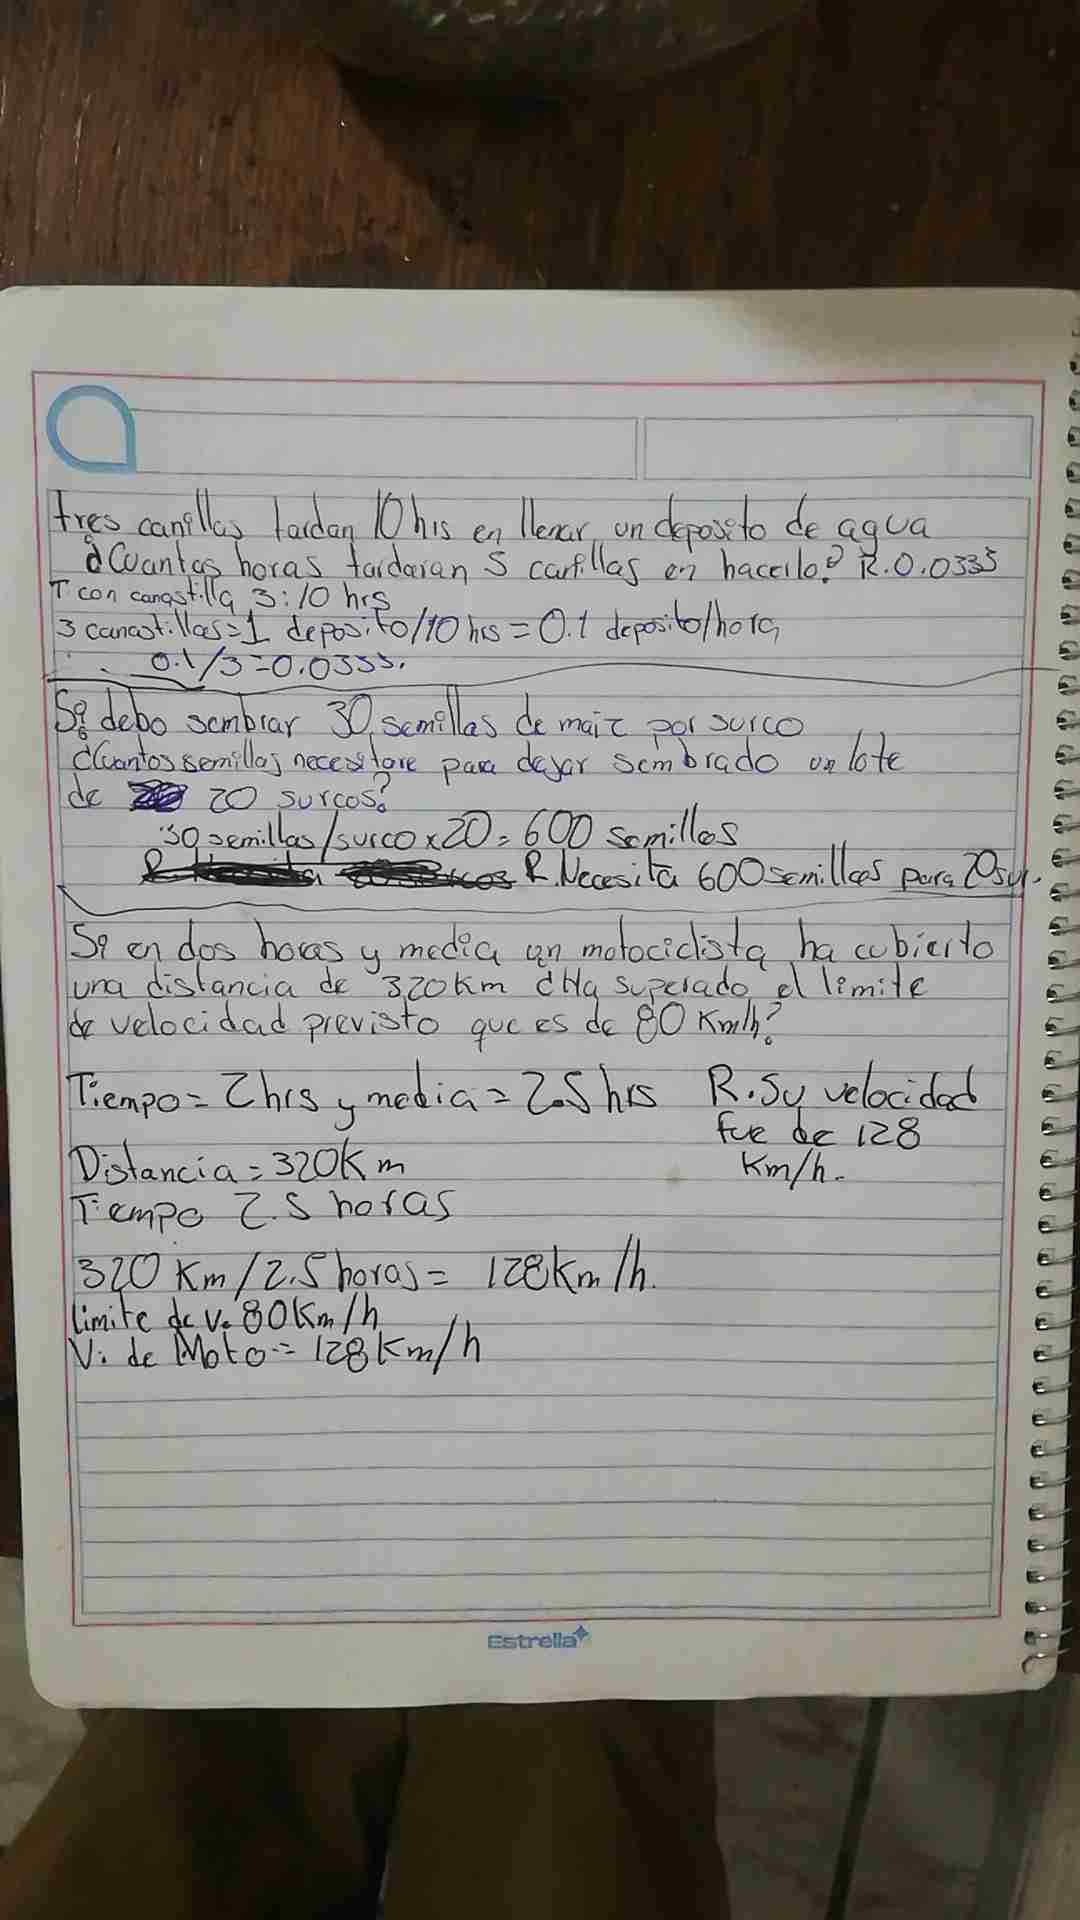 tres canillas tardan 10 hrs en llenar un deposito de agua
¿Cuantas horas tardaran 5 canillas en hacerlo? R.0.0333
T con canastilla 3:10 hrs
3 canastillas=1 deposito/10 hrs = 0.1 deposito/hora
0.1/3=0.0333.
Si debo sembrar 30 semillas de maiz por surco
¿Cuantos semillas necesitare para dejar sembrado un lote
de 20 surcos?
30 semillas/surco x 20 = 600 semillas
R.Necesita 600 semillas para 20 sur.
Si en dos horas y media un motociclista ha cubierto
una distancia de 320 Km ¿Ha superado el limite
de velocidad previsto que es de 80 Km/h?
Tiempo = 2 hrs y media = 2.5 hrs R. Su velocidad
fue de 128
Km/h.
Distancia = 320 Km
Tiempo 2.5 horas
320 Km / 2.5 horas = 128 km/h.
limite de v. 80 Km/h
V. de Moto = 128 Km/h
Estrella